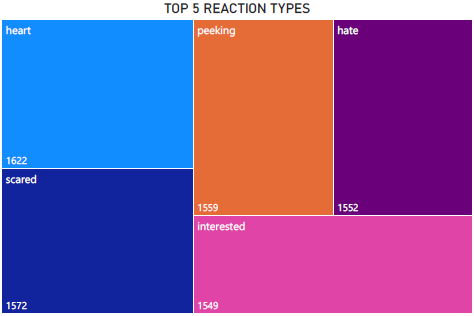 TOP 5 REACTION TYPES
heart
1622
scared
1572
peeking
1559
hate
1552
interested
1549